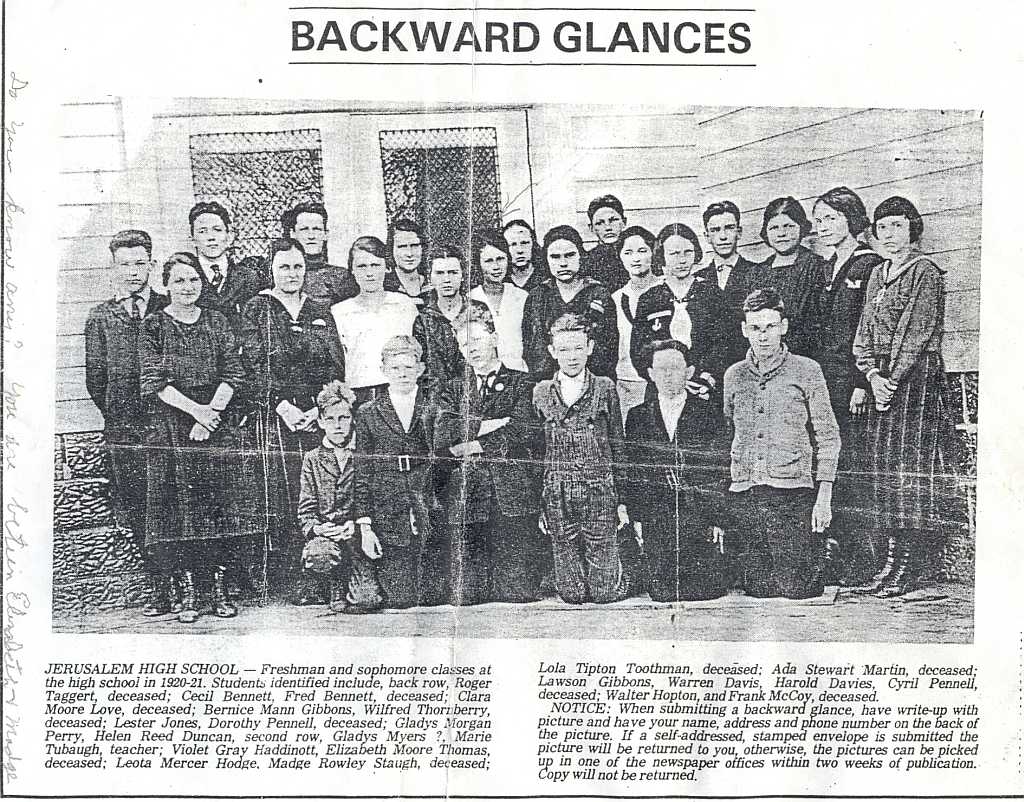 BACKWARD GLANCES
Do you know any? You are between Elizabeth & Madge
JERUSALEM HIGH SCHOOL — Freshman and sophomore classes at
the high school in 1920-21. Students identified include, back row, Roger
Taggert, deceased; Cecil Bennett, Fred Bennett, deceased; Clara
Moore Love, deceased; Bernice Mann Gibbons, Wilfred Thornberry,
deceased; Lester Jones, Dorothy Pennell, deceased; Gladys Morgan
Perry, Helen Reed Duncan, second row, Gladys Myers ?, Marie
Tubaugh, teacher; Violet Gray Haddinott, Elizabeth Moore Thomas,
deceased; Leota Mercer Hodge, Madge Rowley Staugh, deceased;
Lola Tipton Toothman, deceased; Ada Stewart Martin, deceased;
Lawson Gibbons, Warren Davis, Harold Davies, Cyril Pennell,
deceased; Walter Hopton, and Frank McCoy, deceased.
NOTICE: When submitting a backward glance, have write-up with
picture and have your name, address and phone number on the back of
the picture. If a self-addressed, stamped envelope is submitted the
picture will be returned to you, otherwise, the pictures can be picked
up in one of the newspaper offices within two weeks of publication.
Copy will not be returned.